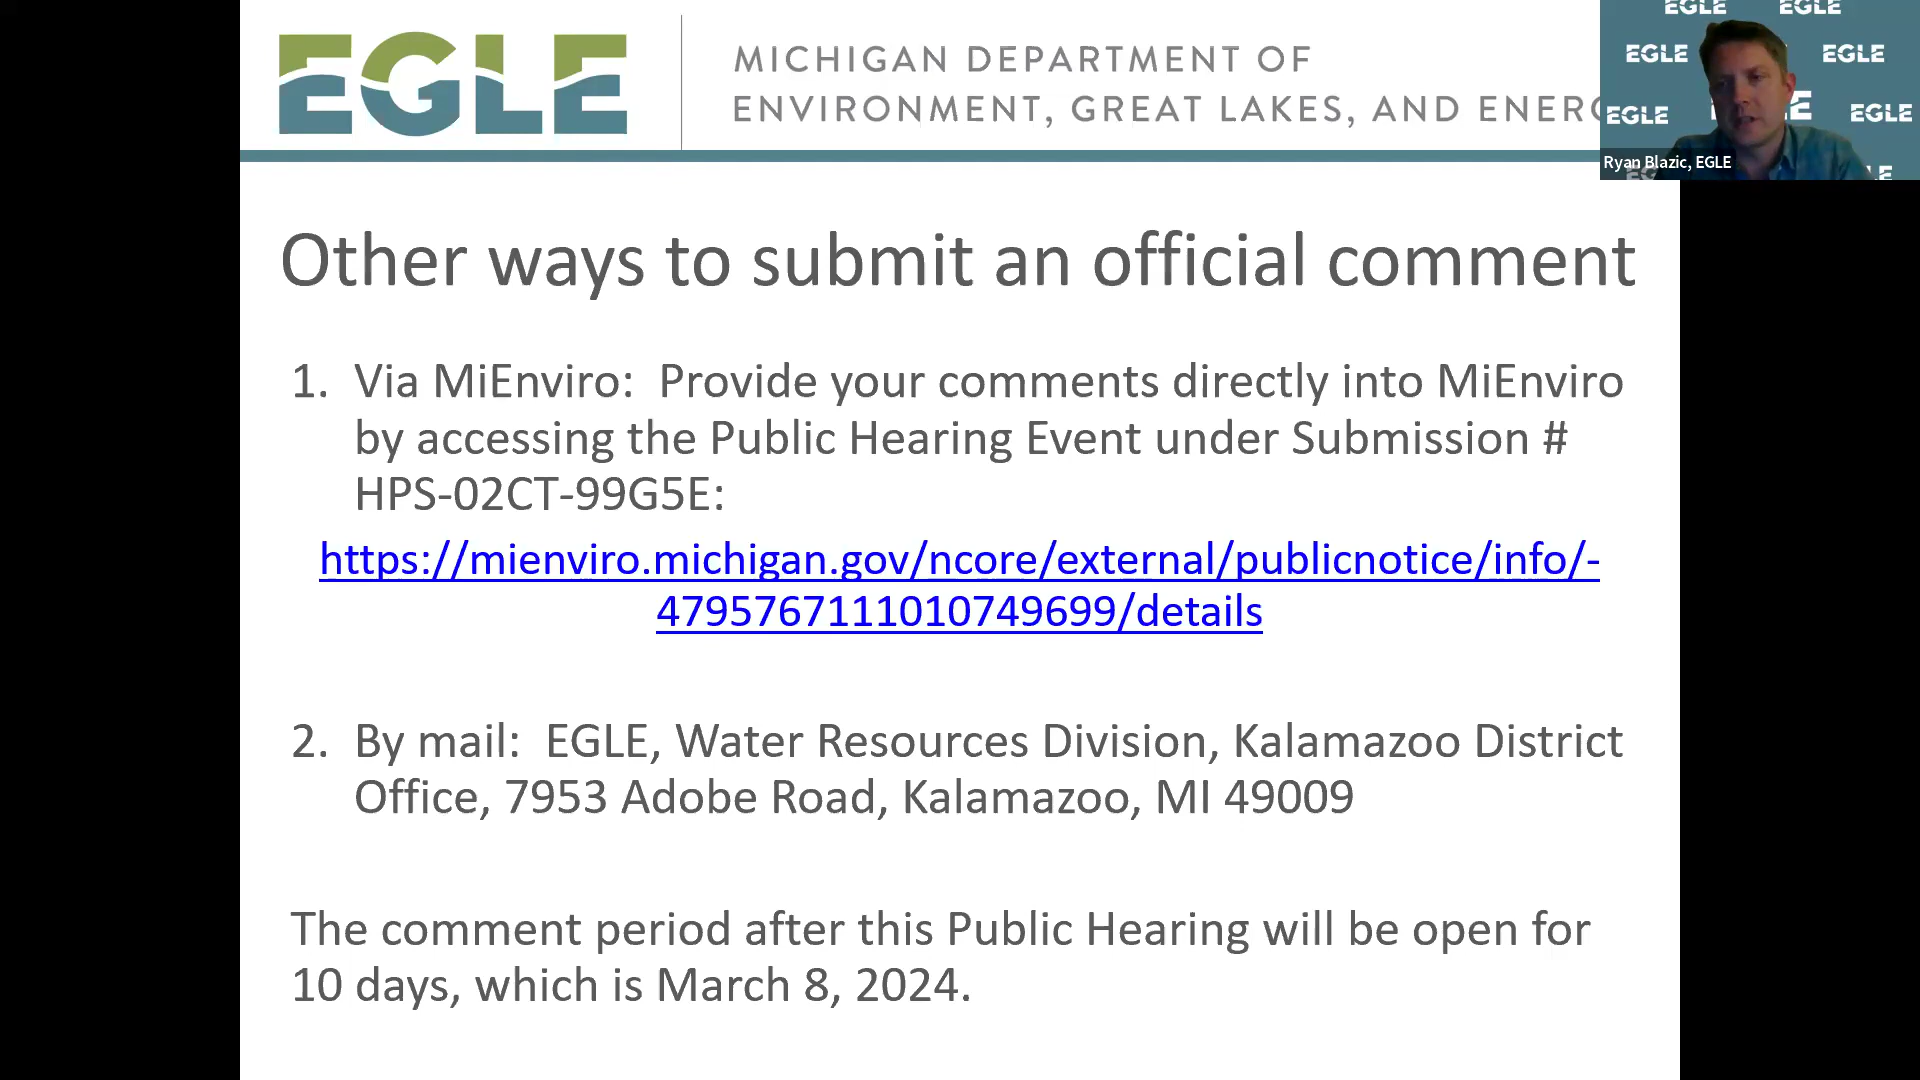 EGLE
MICHIGAN DEPARTMENT OF
ENVIRONMENT, GREAT LAKES, AND ENERG
EGLE EGLE
EGLE EGLE
EGLE EGLE
Ryan Blazic, EGLE
Other ways to submit an official comment
1. Via MiEnviro: Provide your comments directly into MiEnviro
by accessing the Public Hearing Event under Submission #
HPS-02CT-99G5E:
https://mienviro.michigan.gov/ncore/external/publicnotice/info/-
4795767111010749699/details
2. By mail: EGLE, Water Resources Division, Kalamazoo District
Office, 7953 Adobe Road, Kalamazoo, MI 49009
The comment period after this Public Hearing will be open for
10 days, which is March 8, 2024.